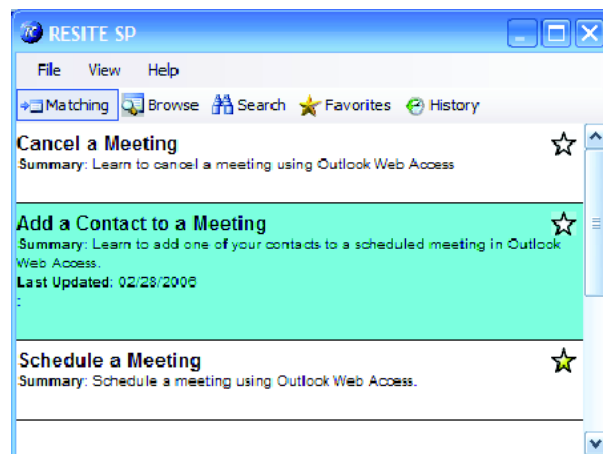 RESITE SP
File View Help
Matching Browse Search Favorites History
Cancel a Meeting
Summary: Learn to cancel a meeting using Outlook Web Access
Add a Contact to a Meeting
Summary: Learn to add one of your contacts to a scheduled meeting in Outlook
Web Access.
Last Updated: 02/28/2006
:
Schedule a Meeting
Summary: Schedule a meeting using Outlook Web Access.